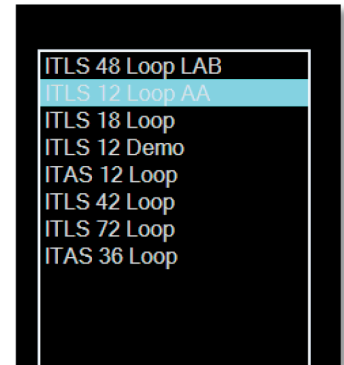 ITLS 48 Loop LAB
ITLS 12 Loop AA
ITLS 18 Loop
ITLS 12 Demo
ITAS 12 Loop
ITLS 42 Loop
ITLS 72 Loop
ITAS 36 Loop